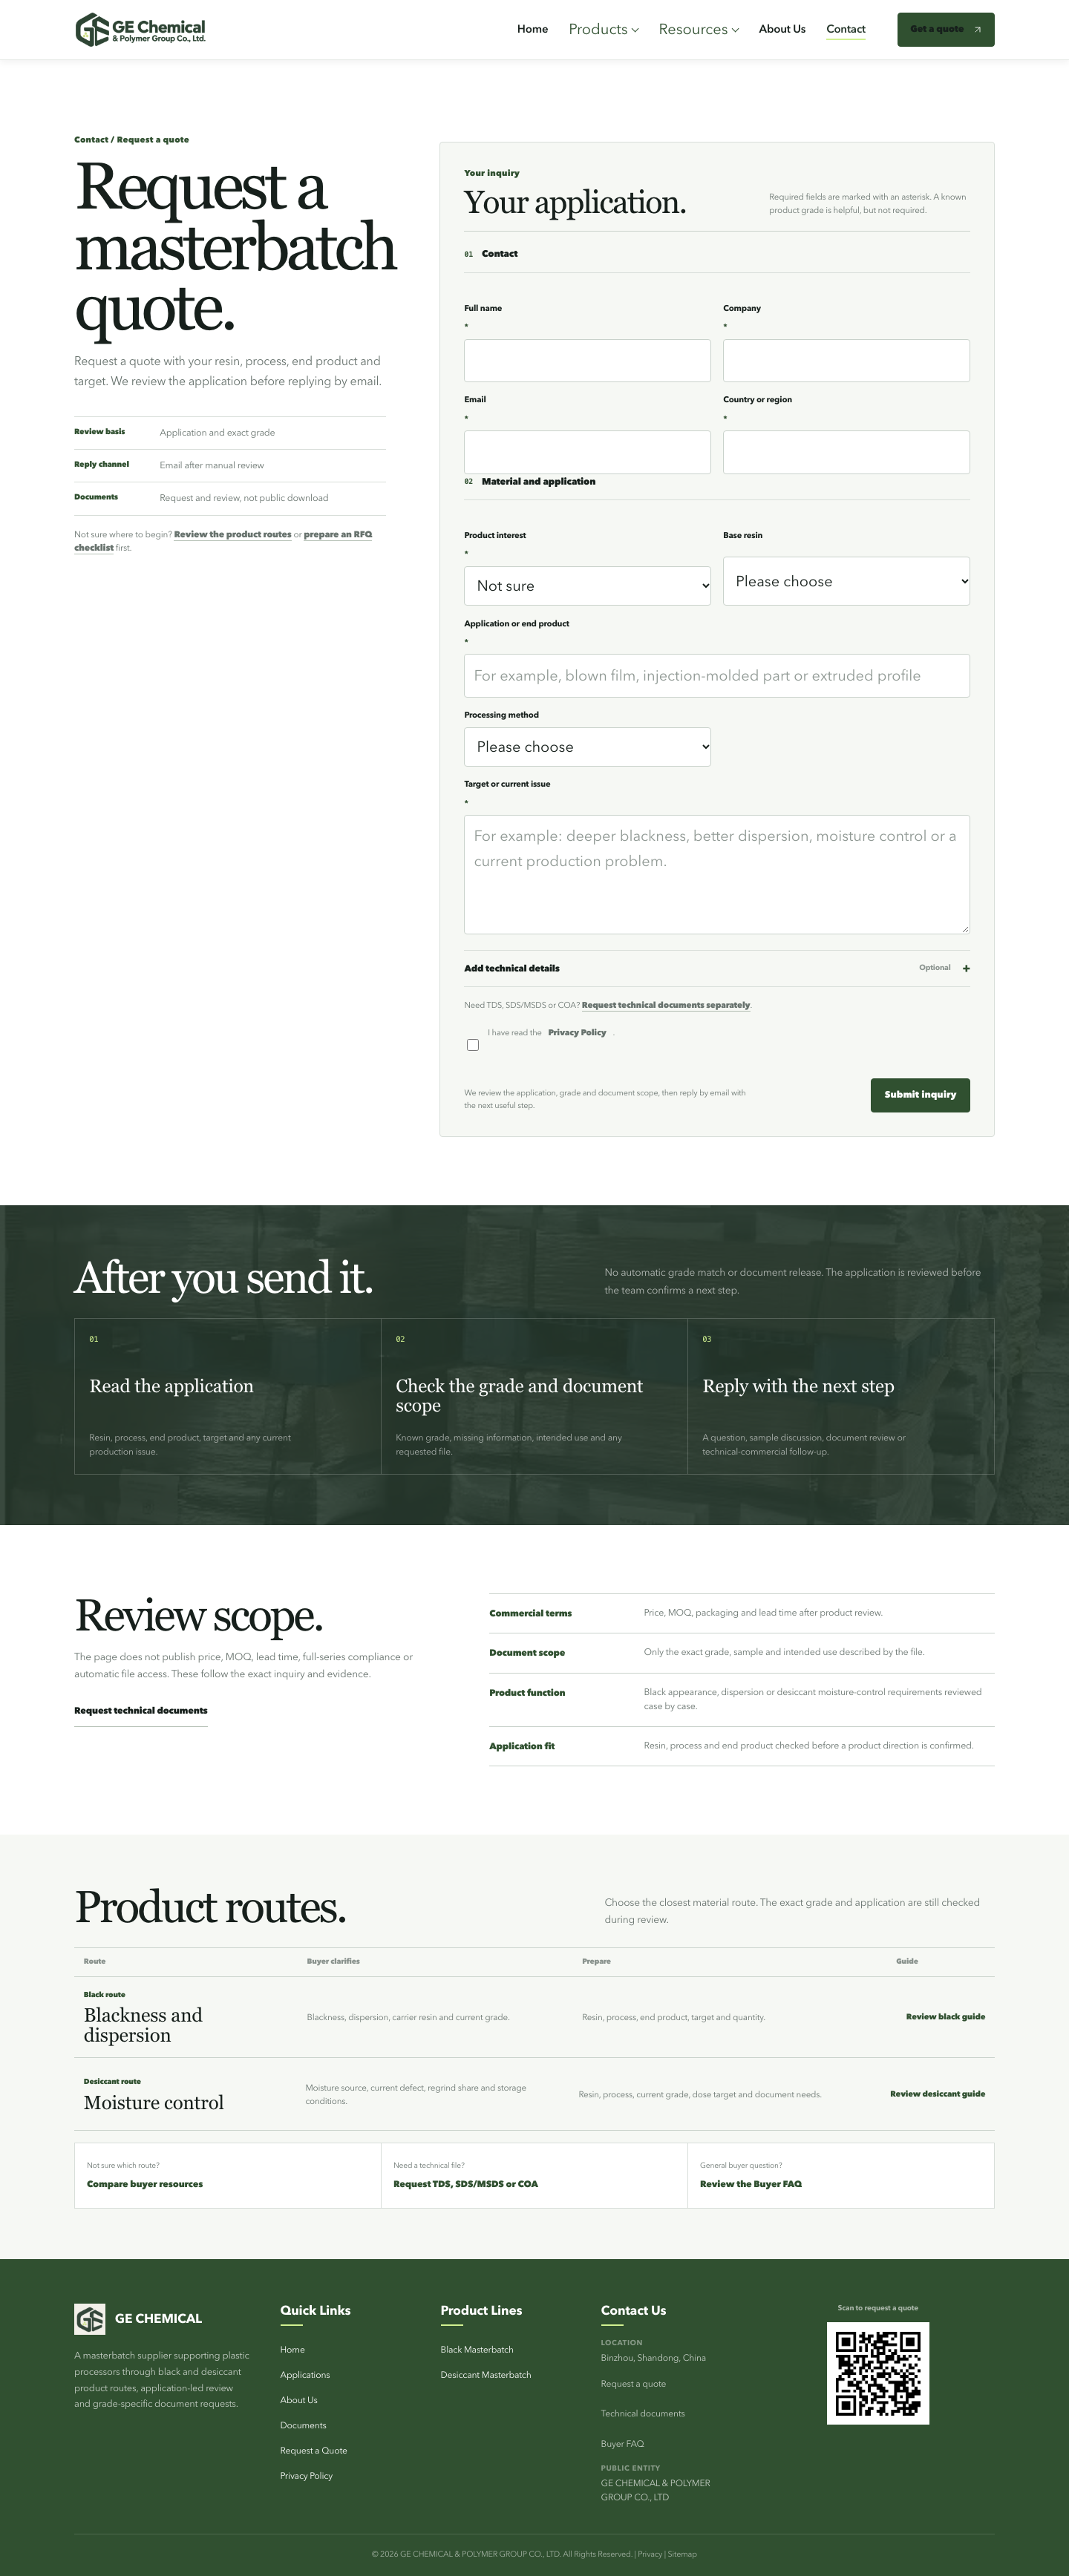 GE Chemical
& Polymer Group Co., Ltd.
Home
Products
Resources
About Us
Contact
Get a quote
Contact / Request a quote
Request a
masterbatch
quote.
Request a quote with your resin, process, end product and
target. We review the application before replying by email.
Review basis
Application and exact grade
Reply channel
Email after manual review
Documents
Request and review, not public download
Not sure where to begin? Review the product routes or prepare an RFQ
checklist first.
Your inquiry
Your application.
Required fields are marked with an asterisk. A known
product grade is helpful, but not required.
01 Contact
Full name
*
Company
*
Email
*
Country or region
*
02 Material and application
Product interest
*
Not sure
Base resin
Please choose
Application or end product
*
For example, blown film, injection-molded part or extruded profile
Processing method
Please choose
Target or current issue
*
For example: deeper blackness, better dispersion, moisture control or a
current production problem.
Add technical details
Optional +
Need TDS, SDS/MSDS or COA? Request technical documents separately.
I have read the Privacy Policy .
We review the application, grade and document scope, then reply by email with
the next useful step.
Submit inquiry
After you send it.
No automatic grade match or document release. The application is reviewed before
the team confirms a next step.
01
Read the application
Resin, process, end product, target and any current
production issue.
02
Check the grade and document
scope
Known grade, missing information, intended use and any
requested file.
03
Reply with the next step
A question, sample discussion, document review or
technical-commercial follow-up.
Review scope.
The page does not publish price, MOQ, lead time, full-series compliance or
automatic file access. These follow the exact inquiry and evidence.
Request technical documents
Commercial terms
Price, MOQ, packaging and lead time after product review.
Document scope
Only the exact grade, sample and intended use described by the file.
Product function
Black appearance, dispersion or desiccant moisture-control requirements reviewed
case by case.
Application fit
Resin, process and end product checked before a product direction is confirmed.
Product routes.
Choose the closest material route. The exact grade and application are still checked
during review.
Route
Buyer clarifies
Prepare
Guide
Black route
Blackness and
dispersion
Blackness, dispersion, carrier resin and current grade.
Resin, process, end product, target and quantity.
Review black guide
Desiccant route
Moisture control
Moisture source, current defect, regrind share and storage
conditions.
Resin, process, current grade, dose target and document needs.
Review desiccant guide
Not sure which route?
Compare buyer resources
Need a technical file?
Request TDS, SDS/MSDS or COA
General buyer question?
Review the Buyer FAQ
GE CHEMICAL
A masterbatch supplier supporting plastic
processors through black and desiccant
product routes, application-led review
and grade-specific document requests.
Quick Links
Home
Applications
About Us
Documents
Request a Quote
Privacy Policy
Product Lines
Black Masterbatch
Desiccant Masterbatch
Contact Us
LOCATION
Binzhou, Shandong, China
Request a quote
Technical documents
Buyer FAQ
PUBLIC ENTITY
GE CHEMICAL & POLYMER
GROUP CO., LTD
Scan to request a quote
© 2026 GE CHEMICAL & POLYMER GROUP CO., LTD. All Rights Reserved. | Privacy | Sitemap